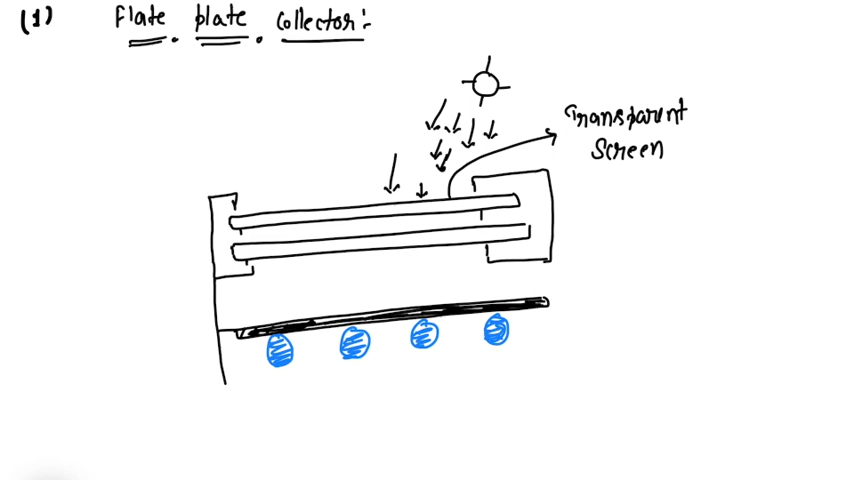 (1) Flate plate collector:-
Transparent
Screen